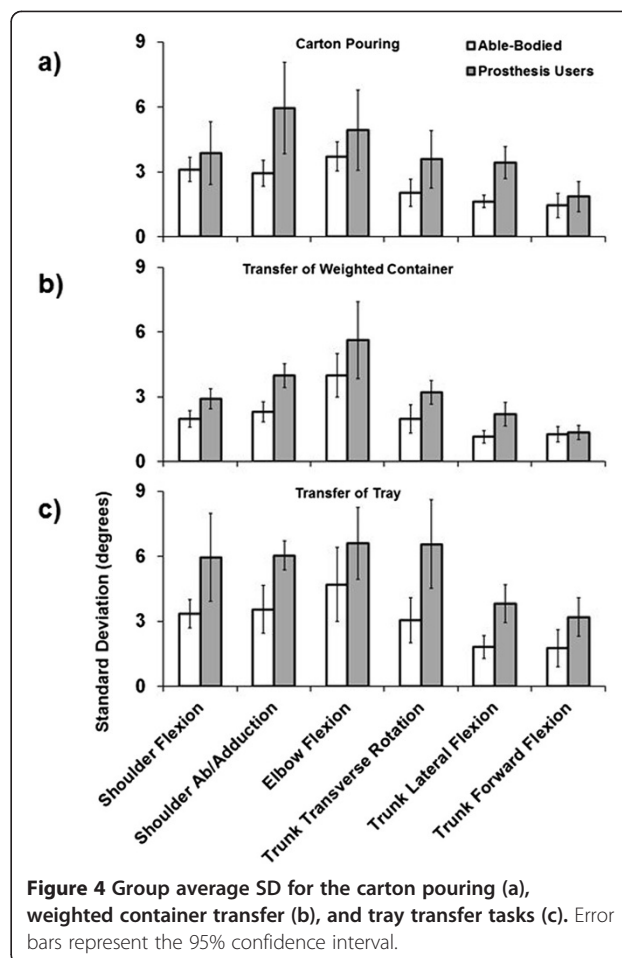 a)
Carton Pouring
Able-Bodied
Prosthesis Users
9
6
3
0
b)
Transfer of Weighted Container
9
6
3
0
c)
Transfer of Tray
9
6
3
0
Standard Deviation (degrees)
Shoulder Flexion
Shoulder Ab/Adduction
Elbow Flexion
Trunk Transverse Rotation
Trunk Lateral Flexion
Trunk Forward Flexion
Figure 4 Group average SD for the carton pouring (a),
weighted container transfer (b), and tray transfer tasks (c). Error
bars represent the 95% confidence interval.